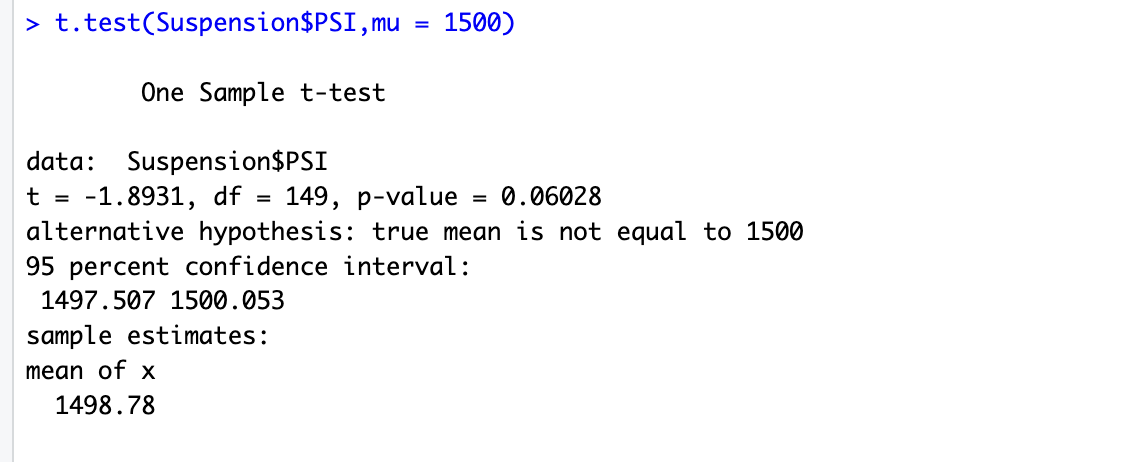 > t.test(Suspension$PSI,mu = 1500)
One Sample t-test
data:  Suspension$PSI
t = -1.8931, df = 149, p-value = 0.06028
alternative hypothesis: true mean is not equal to 1500
95 percent confidence interval:
1497.507 1500.053
sample estimates:
mean of x
1498.78